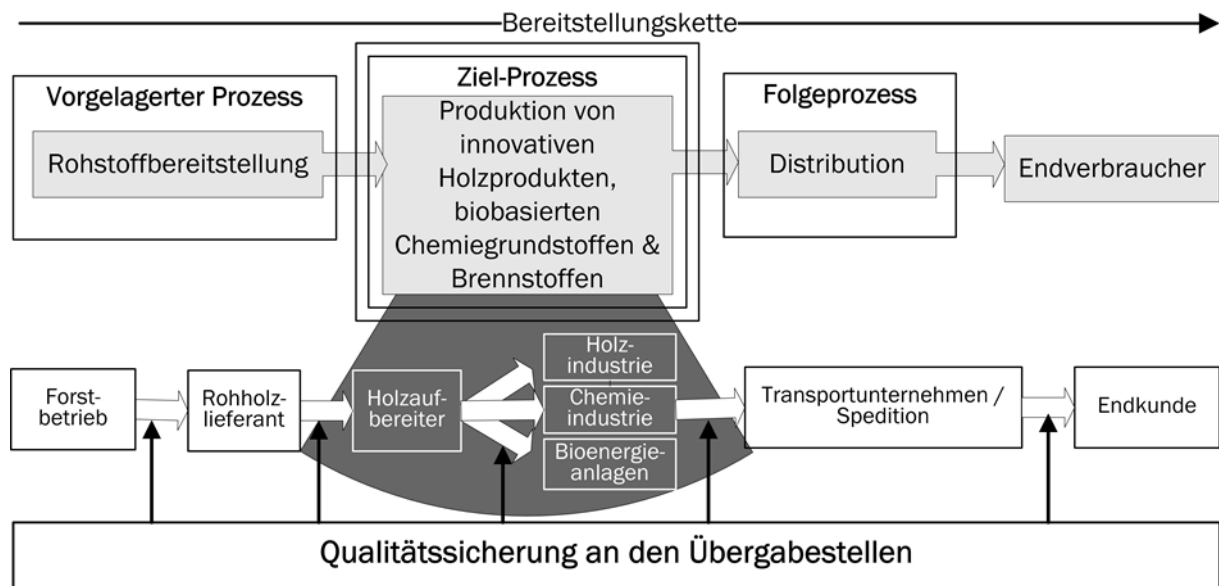 Bereitstellungskette
Vorgelagerter Prozess
Rohstoffbereitstellung
Ziel-Prozess
Produktion von
innovativen
Holzprodukten,
biobasierten
Chemiegrundstoffen &
Brennstoffen
Folgeprozess
Distribution
Endverbraucher
Forst-
betrieb
Rohholz-
lieferant
Holzauf-
bereiter
Holz-
industrie
Chemie-
industrie
Bioenergie-
anlagen
Transportunternehmen /
Spedition
Endkunde
Qualitätssicherung an den Übergabestellen